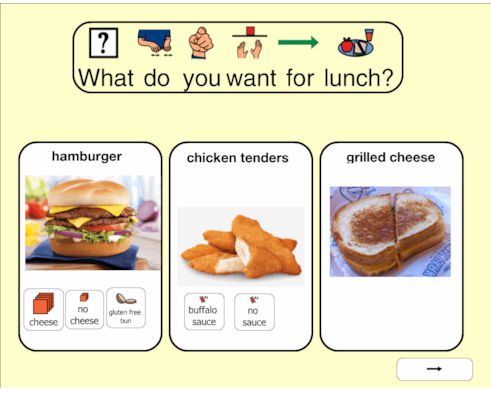 ?
What do you want for lunch?
hamburger
cheese
no
cheese
gluten free
bun
chicken tenders
buffalo
sauce
no
sauce
grilled cheese